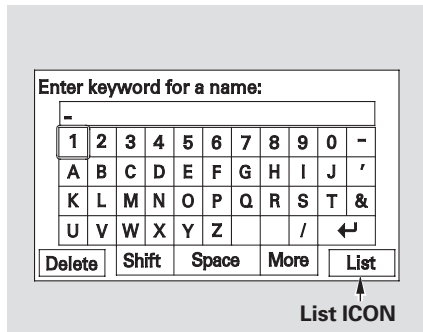 Enter keyword for a name:
-
1 2 3 4 5 6 7 8 9 0 -
A B C D E F G H I J '
K L M N O P Q R S T &
U V W X Y Z / ↵
Delete Shift Space More List
List ICON